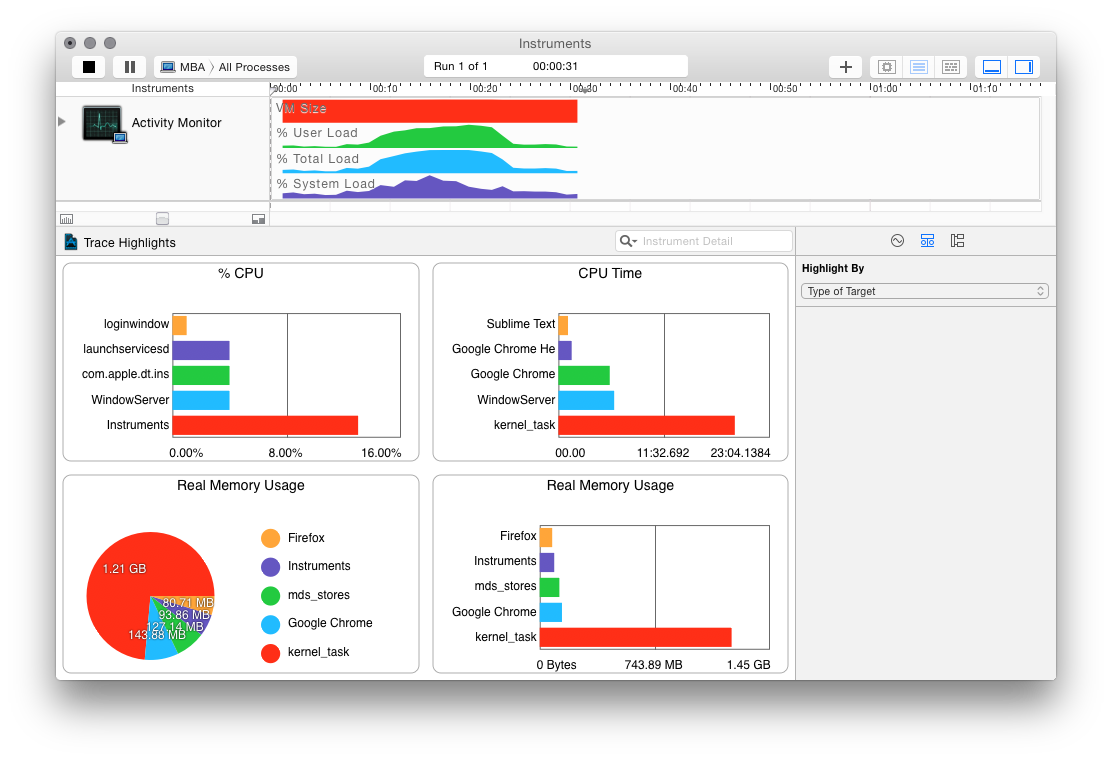 Instruments
MBA 〉 All Processes
Run 1 of 1 00:00:31
Instruments
00:00 00:10 00:20 00:30 00:40 00:50 01:00 01:10
Activity Monitor
VM Size
% User Load
% Total Load
% System Load
Trace Highlights
Instrument Detail
Highlight By
Type of Target
% CPU
loginwindow
launchservicesd
com.apple.dt.ins
WindowServer
Instruments
0.00% 8.00% 16.00%
CPU Time
Sublime Text
Google Chrome He
Google Chrome
WindowServer
kernel_task
00.00 11:32.692 23:04.1384
Real Memory Usage
1.21 GB
80.71 MB
93.86 MB
127.14 MB
143.88 MB
Firefox
Instruments
mds_stores
Google Chrome
kernel_task
Real Memory Usage
Firefox
Instruments
mds_stores
Google Chrome
kernel_task
0 Bytes 743.89 MB 1.45 GB